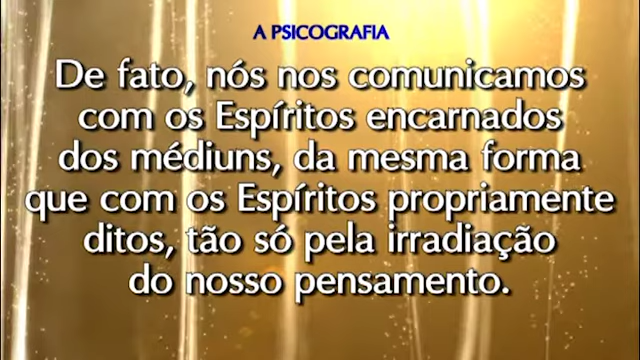 A PSICOGRAFIA
De fato, nós nos comunicamos
com os Espíritos encarnados
dos médiuns, da mesma forma
que com os Espíritos propriamente
ditos, tão só pela irradiação
do nosso pensamento.